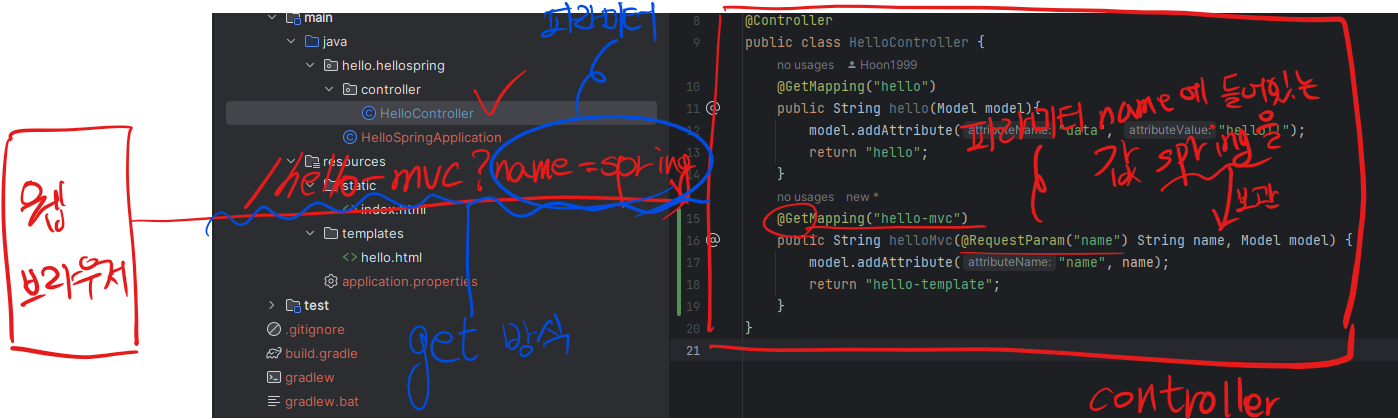 main
java
hello.hellospring
controller
HelloController
HelloSpringApplication
resources
static
index.html
templates
<> hello.html
application.properties
test
.gitignore
build.gradle
gradlew
gradlew.bat
웹
브라우저
/hello-mvc?name=spring
파라미터
get 방식
8 @Controller
9 public class HelloController {
no usages Hoon1999
10 @GetMapping("hello")
11 public String hello(Model model){
12 model.addAttribute( attributeName: "data", attributeValue: "hello!!");
13 return "hello";
14 }
no usages new *
15 @GetMapping("hello-mvc")
16 public String helloMvc(@RequestParam("name") String name, Model model) {
17 model.addAttribute( attributeName: "name", name);
18 return "hello-template";
19 }
20 }
21
파라미터 name에 들어있는
값 spring을
보관
controller